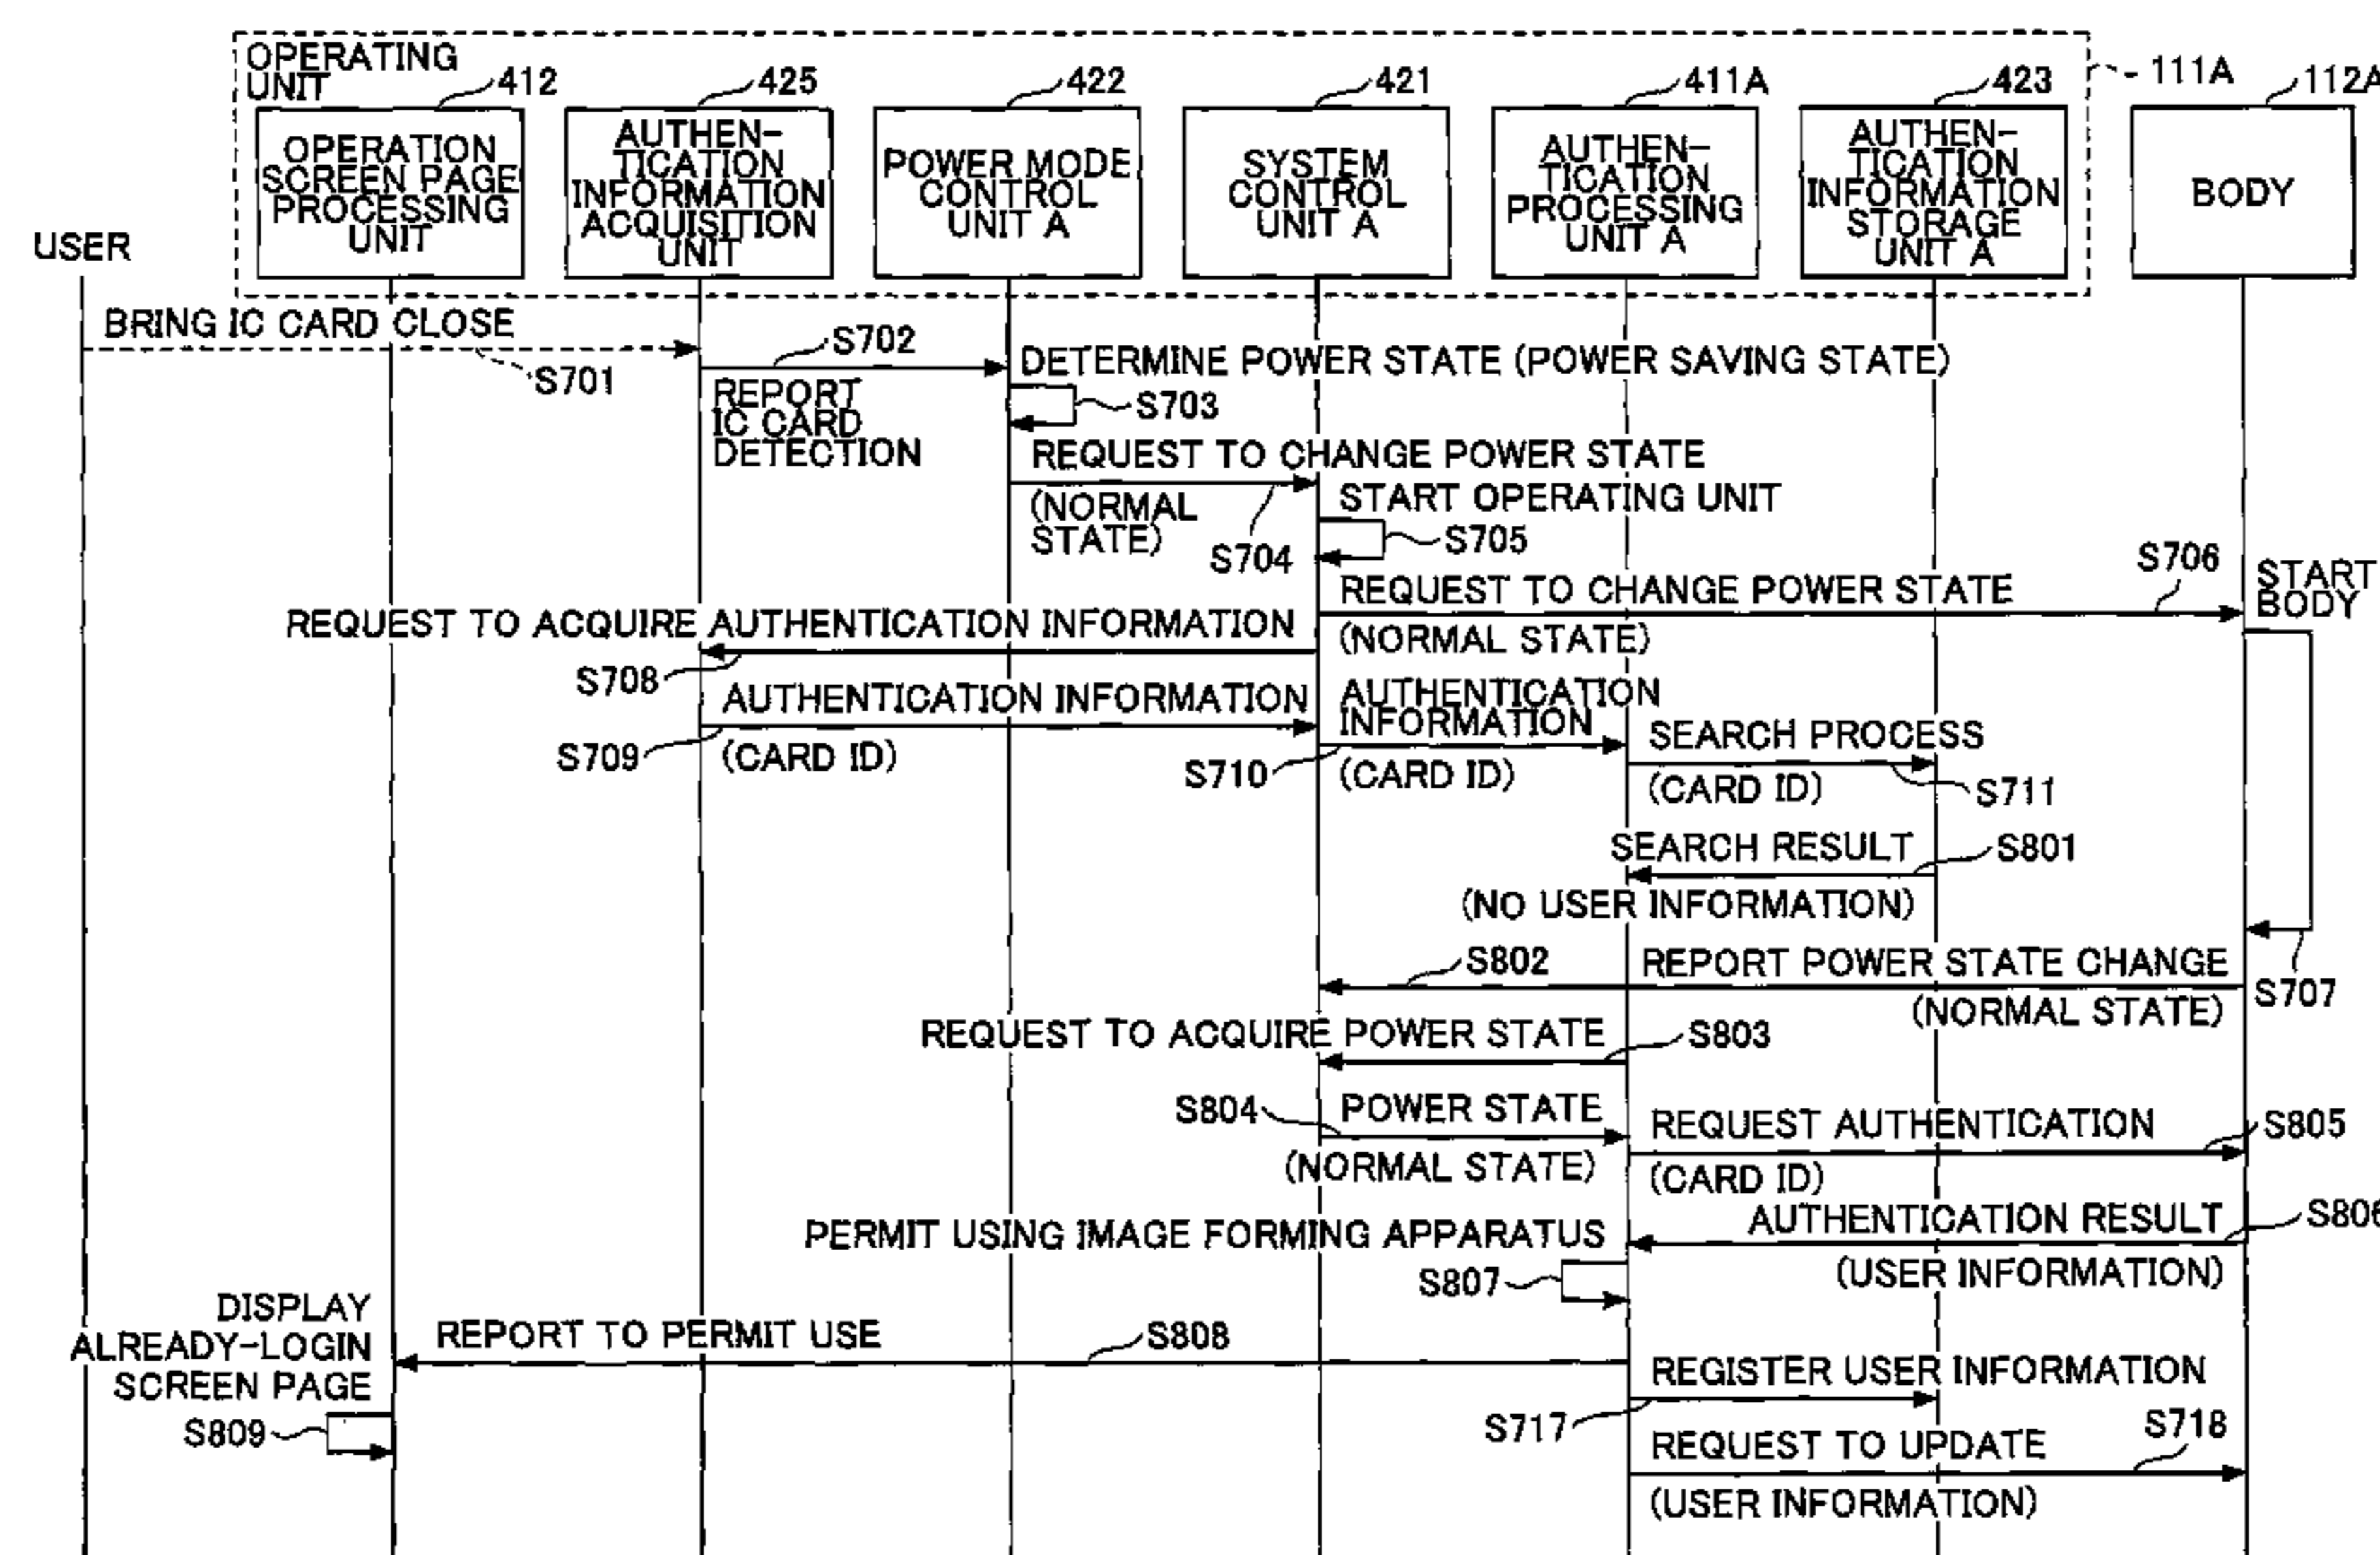 OPERATING
UNIT
412
425
422
421
411A
423
111A
112A
OPERATION
SCREEN PAGE
PROCESSING
UNIT
AUTHEN-
TICATION
INFORMATION
ACQUISITION
UNIT
POWER MODE
CONTROL
UNIT A
SYSTEM
CONTROL
UNIT A
AUTHEN-
TICATION
PROCESSING
UNIT A
AUTHEN-
TICATION
INFORMATION
STORAGE
UNIT A
BODY
USER
BRING IC CARD CLOSE
S701
S702
REPORT
IC CARD
DETECTION
DETERMINE POWER STATE (POWER SAVING STATE)
S703
REQUEST TO CHANGE POWER STATE
(NORMAL
STATE)
S704
START OPERATING UNIT
S705
REQUEST TO CHANGE POWER STATE
(NORMAL STATE)
S706
START
BODY
REQUEST TO ACQUIRE AUTHENTICATION INFORMATION
S708
AUTHENTICATION INFORMATION
S709
(CARD ID)
AUTHENTICATION
INFORMATION
S710
(CARD ID)
SEARCH PROCESS
(CARD ID)
S711
SEARCH RESULT
S801
(NO USER INFORMATION)
S802
REPORT POWER STATE CHANGE
(NORMAL STATE)
S707
REQUEST TO ACQUIRE POWER STATE
S803
S804
POWER STATE
(NORMAL STATE)
REQUEST AUTHENTICATION
S805
(CARD ID)
AUTHENTICATION RESULT
S806
(USER INFORMATION)
PERMIT USING IMAGE FORMING APPARATUS
S807
DISPLAY
ALREADY-LOGIN
SCREEN PAGE
REPORT TO PERMIT USE
S808
S809
REGISTER USER INFORMATION
S717
REQUEST TO UPDATE
S718
(USER INFORMATION)